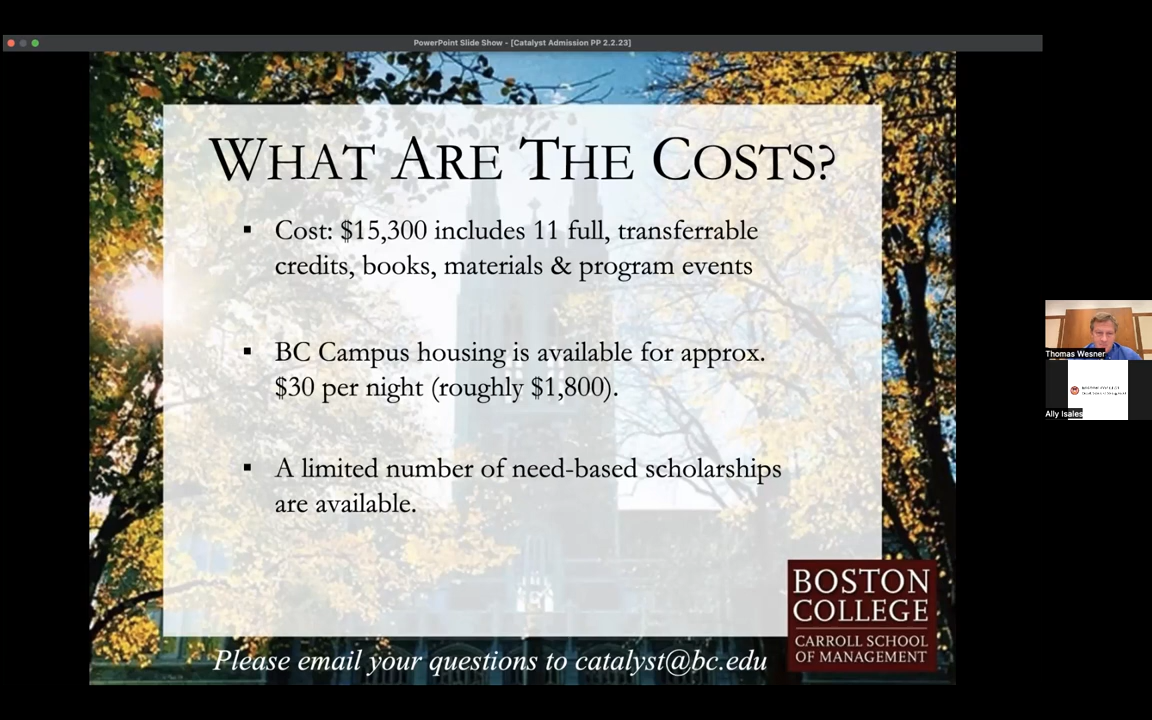 PowerPoint Slide Show - [Catalyst Admission PP 2.2.23]
WHAT ARE THE COSTS?
▪ Cost: $15,300 includes 11 full, transferrable
credits, books, materials & program events
▪ BC Campus housing is available for approx.
$30 per night (roughly $1,800).
▪ A limited number of need-based scholarships
are available.
BOSTON
COLLEGE
CARROLL SCHOOL
OF MANAGEMENT
Please email your questions to catalyst@bc.edu
Thomas Wesner
BOSTON COLLEGE
Ally Isales